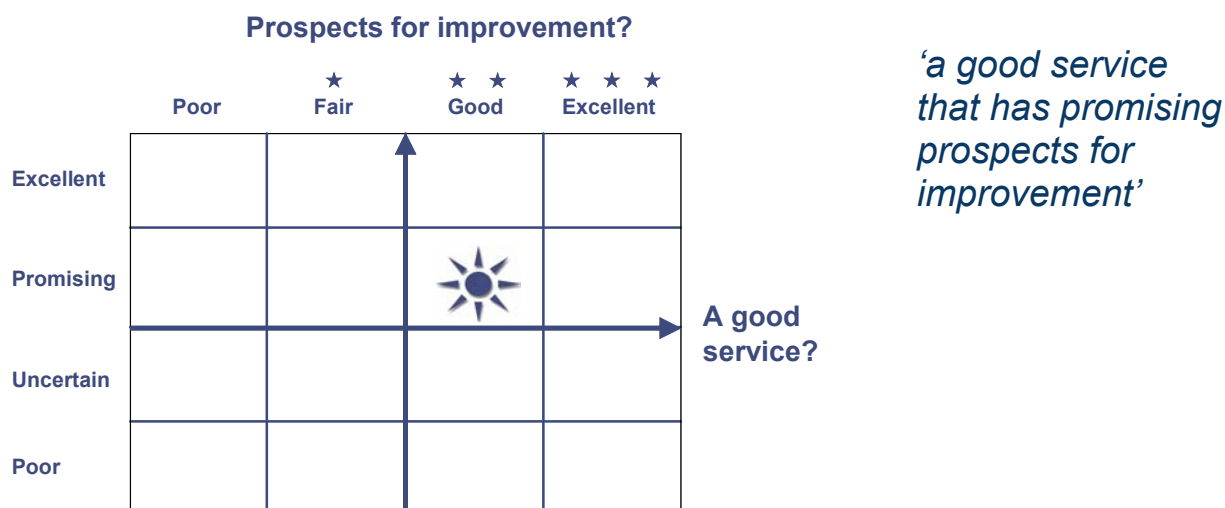 Prospects for improvement?
★ ★ ★ ★ ★ ★
Poor Fair Good Excellent
Excellent
Promising
Uncertain
Poor
A good
service?
‘a good service
that has promising
prospects for
improvement’